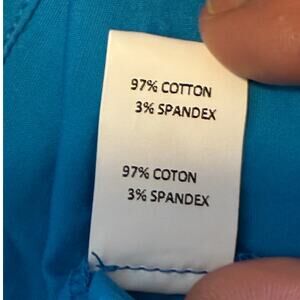 97% COTTON
3% SPANDEX
97% COTON
3% SPANDEX